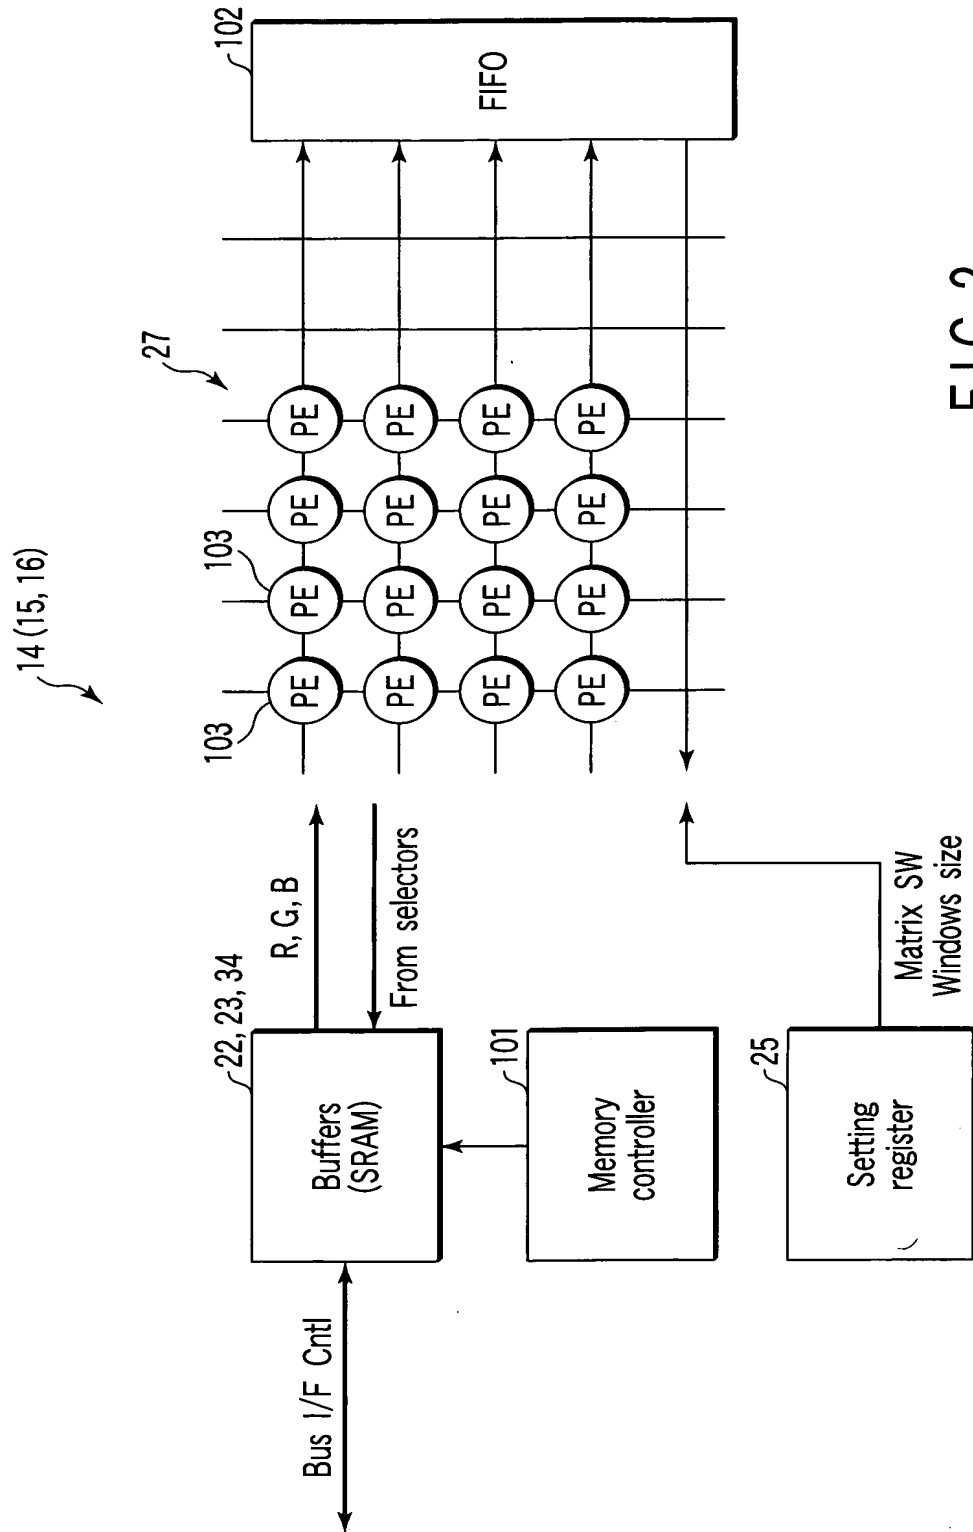 14 (15, 16)
27
103
103
102
22, 23, 34
Bus I/F Cntl
Buffers
(SRAM)
R, G, B
From selectors
PE PE PE PE
PE PE PE PE
PE PE PE PE
PE PE PE PE
FIFO
101
Memory
controller
25
Setting
register
Matrix SW
Windows size
FIG